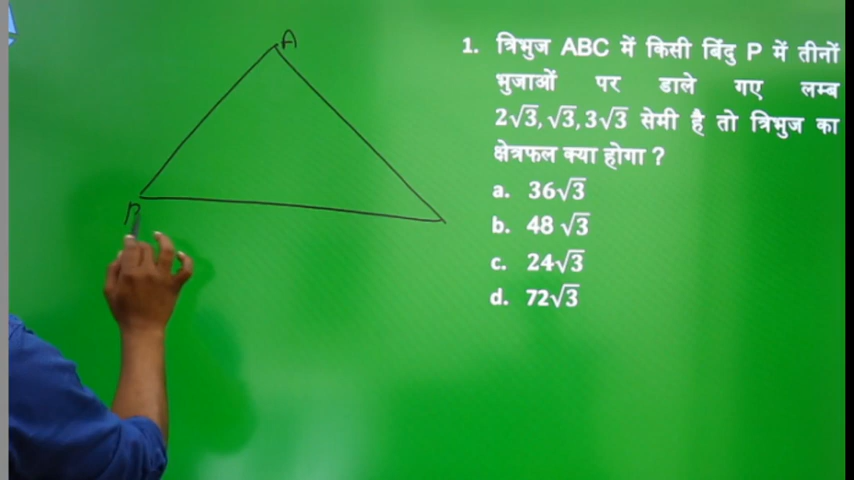 A
B
1. त्रिभुज ABC में किसी बिंदु P में तीनों
भुजाओं पर डाले गए लम्ब
2√3, √3, 3√3 सेमी है तो त्रिभुज का
क्षेत्रफल क्या होगा ?
a. 36√3
b. 48 √3
c. 24√3
d. 72√3